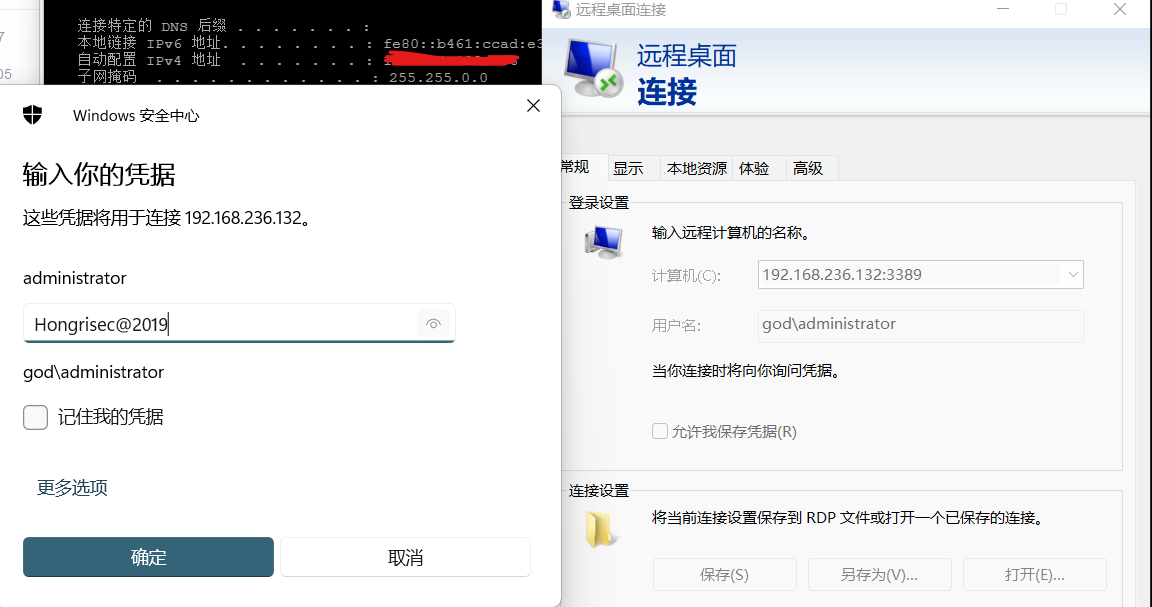 7
05
连接特定的 DNS 后缀 . . . . . . . :
本地链接 IPv6 地址. . . . . . . . : fe80::b461:ccad:e3
自动配置 IPv4 地址 . . . . . . . :
子网掩码 . . . . . . . . . . . . : 255.255.0.0
Windows 安全中心
输入你的凭据
这些凭据将用于连接 192.168.236.132。
administrator
Hongrisec@2019
god\administrator
记住我的凭据
更多选项
确定
取消
远程桌面连接
远程桌面
连接
常规 显示 本地资源 体验 高级
登录设置
输入远程计算机的名称。
计算机(C): 192.168.236.132:3389
用户名: god\administrator
当你连接时将向你询问凭据。
允许我保存凭据(R)
连接设置
将当前连接设置保存到 RDP 文件或打开一个已保存的连接。
保存(S) 另存为(V)... 打开(E)...